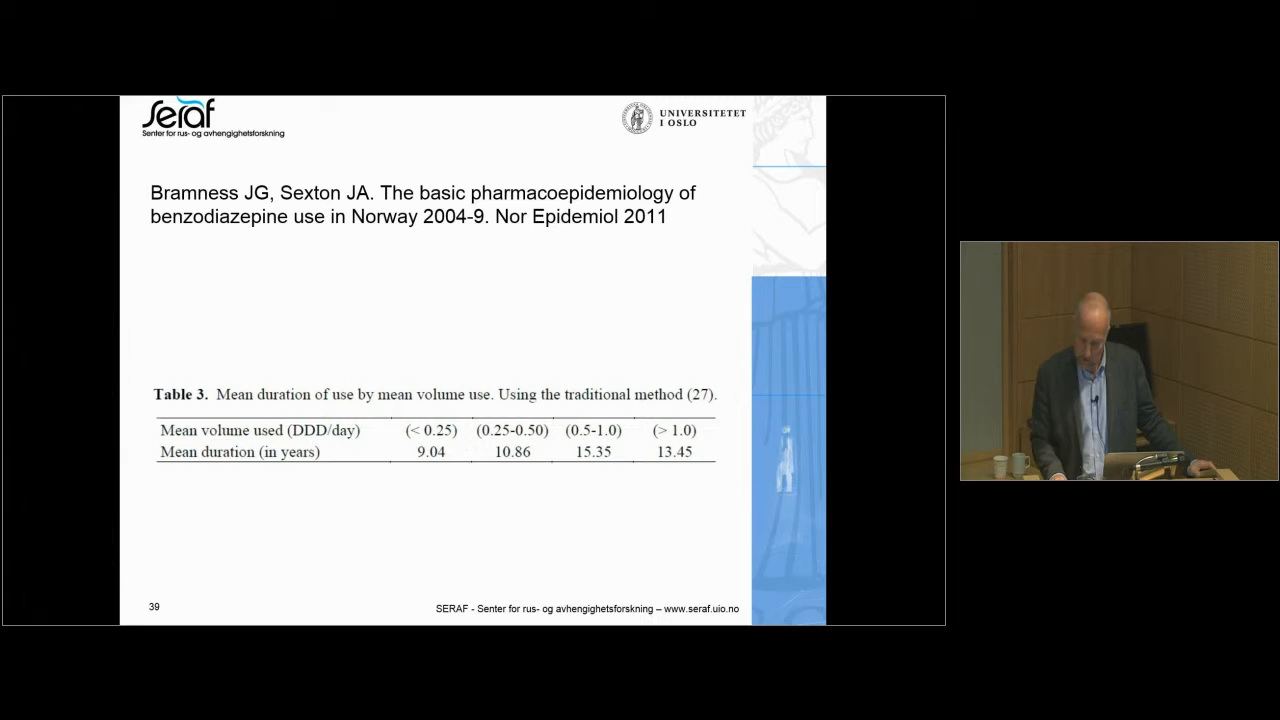 seraf
Senter for rus- og avhengighetsforskning
UNIVERSITETET
I OSLO
Bramness JG, Sexton JA. The basic pharmacoepidemiology of
benzodiazepine use in Norway 2004-9. Nor Epidemiol 2011
Table 3. Mean duration of use by mean volume use. Using the traditional method (27).
Mean volume used (DDD/day) (< 0.25) (0.25-0.50) (0.5-1.0) (> 1.0)
Mean duration (in years) 9.04 10.86 15.35 13.45
39
SERAF - Senter for rus- og avhengighetsforskning – www.seraf.uio.no